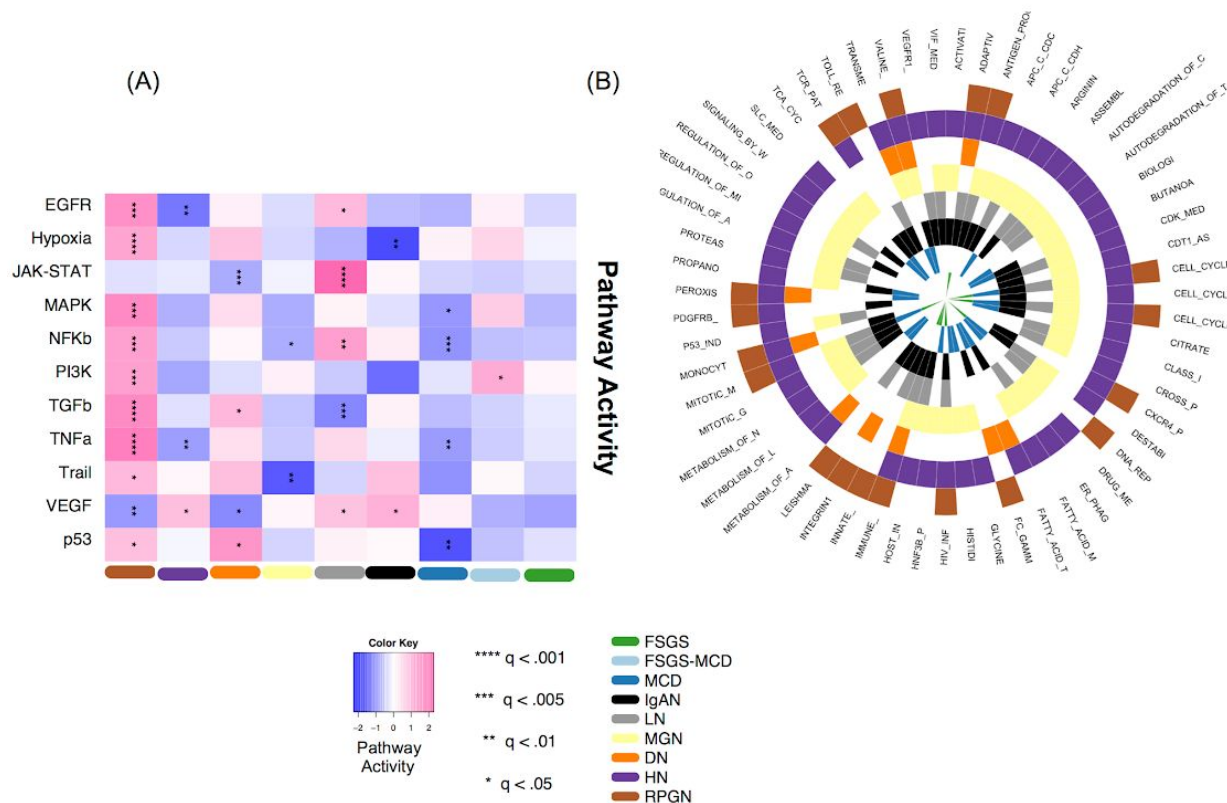 (A)
EGFR
Hypoxia
JAK-STAT
MAPK
NFKb
PI3K
TGFb
TNFa
Trail
VEGF
p53
****
**
*
*****
**
***
****
***
*
***
*
**
***
***
*
*****
*
***
*****
**
**
*
**
**
*
*
*
*
*
*
**
Pathway Activity
(B)
VIF_MED
ACTIVATI
ADAPTIV
ANTIGEN_PROC
APC_C_CDC
APC_C_CDH
ARGININ
ASSEMBL
AUTODEGRADATION_OF_C
AUTODEGRADATION_OF_T
BIOLOGI
BUTANOA
CDK_MED
CDT1_AS
CELL_CYCLE
CELL_CYCL
CELL_CYCL
CITRATE
CLASS_I
CROSS_P
CXCR4_P
DESTABI
DNA_REP
DRUG_ME
ER_PHAG
FATTY_ACID_M
FATTY_ACID_T
FC_GAMM
GLYCINE
HISTIDI
HIV_INF
HNF3B_P
HOST_IN
IMMUNE_
INNATE_
INTEGRIN1
LEISHMA
METABOLISM_OF_A
METABOLISM_OF_L
METABOLISM_OF_N
MITOTIC_G
MITOTIC_M
MONOCYT
P53_IND
PDGFRB_
PEROXIS
PROPANO
PROTEAS
GULATION_OF_A
REGULATION_OF_MI
REGULATION_OF_O
SIGNALING_BY_W
SLC_MED
TCA_CYC
TCR_PAT
TOLL_RE
TRANSME
VALINE_
VEGFR1_
Color Key
-2 -1 0 1 2
Pathway
Activity
**** q < .001
*** q < .005
** q < .01
* q < .05
FSGS
FSGS-MCD
MCD
IgAN
LN
MGN
DN
HN
RPGN